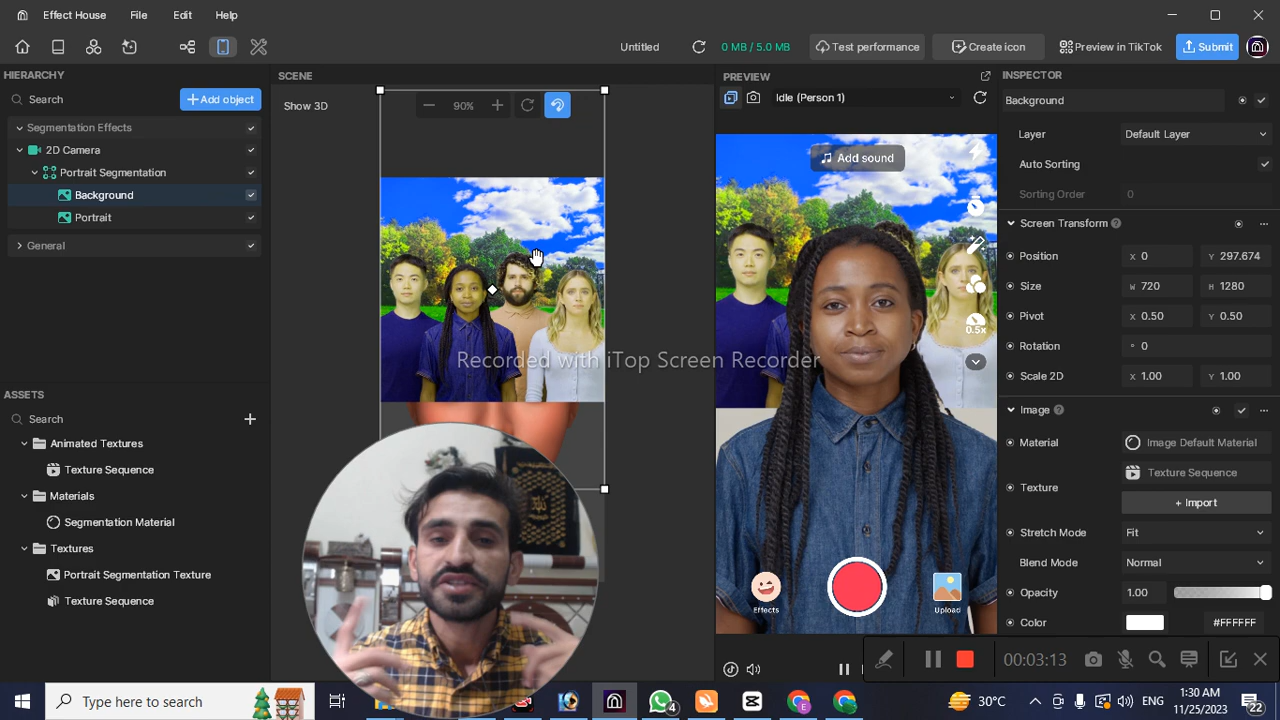 Effect House File Edit Help
Untitled 0 MB / 5.0 MB Test performance Create icon Preview in TikTok Submit
HIERARCHY
Search
Add object
Segmentation Effects
2D Camera
Portrait Segmentation
Background
Portrait
General
ASSETS
Search
Animated Textures
Texture Sequence
Materials
Segmentation Material
Textures
Portrait Segmentation Texture
Texture Sequence
SCENE
Show 3D
90%
Recorded with iTop Screen Recorder
PREVIEW
Idle (Person 1)
Add sound
0.5x
Effects
Upload
INSPECTOR
Background
Layer Default Layer
Auto Sorting
Sorting Order 0
Screen Transform
Position X 0 Y 297.674
Size W 720 H 1280
Pivot X 0.50 Y 0.50
Rotation 0
Scale 2D X 1.00 Y 1.00
Image
Material Image Default Material
Texture Sequence
Texture
+ Import
Stretch Mode Fit
Blend Mode Normal
Opacity 1.00
Color #FFFFFF
00:03:13
Type here to search
4
30°C
ENG
1:30 AM
11/25/2023
22